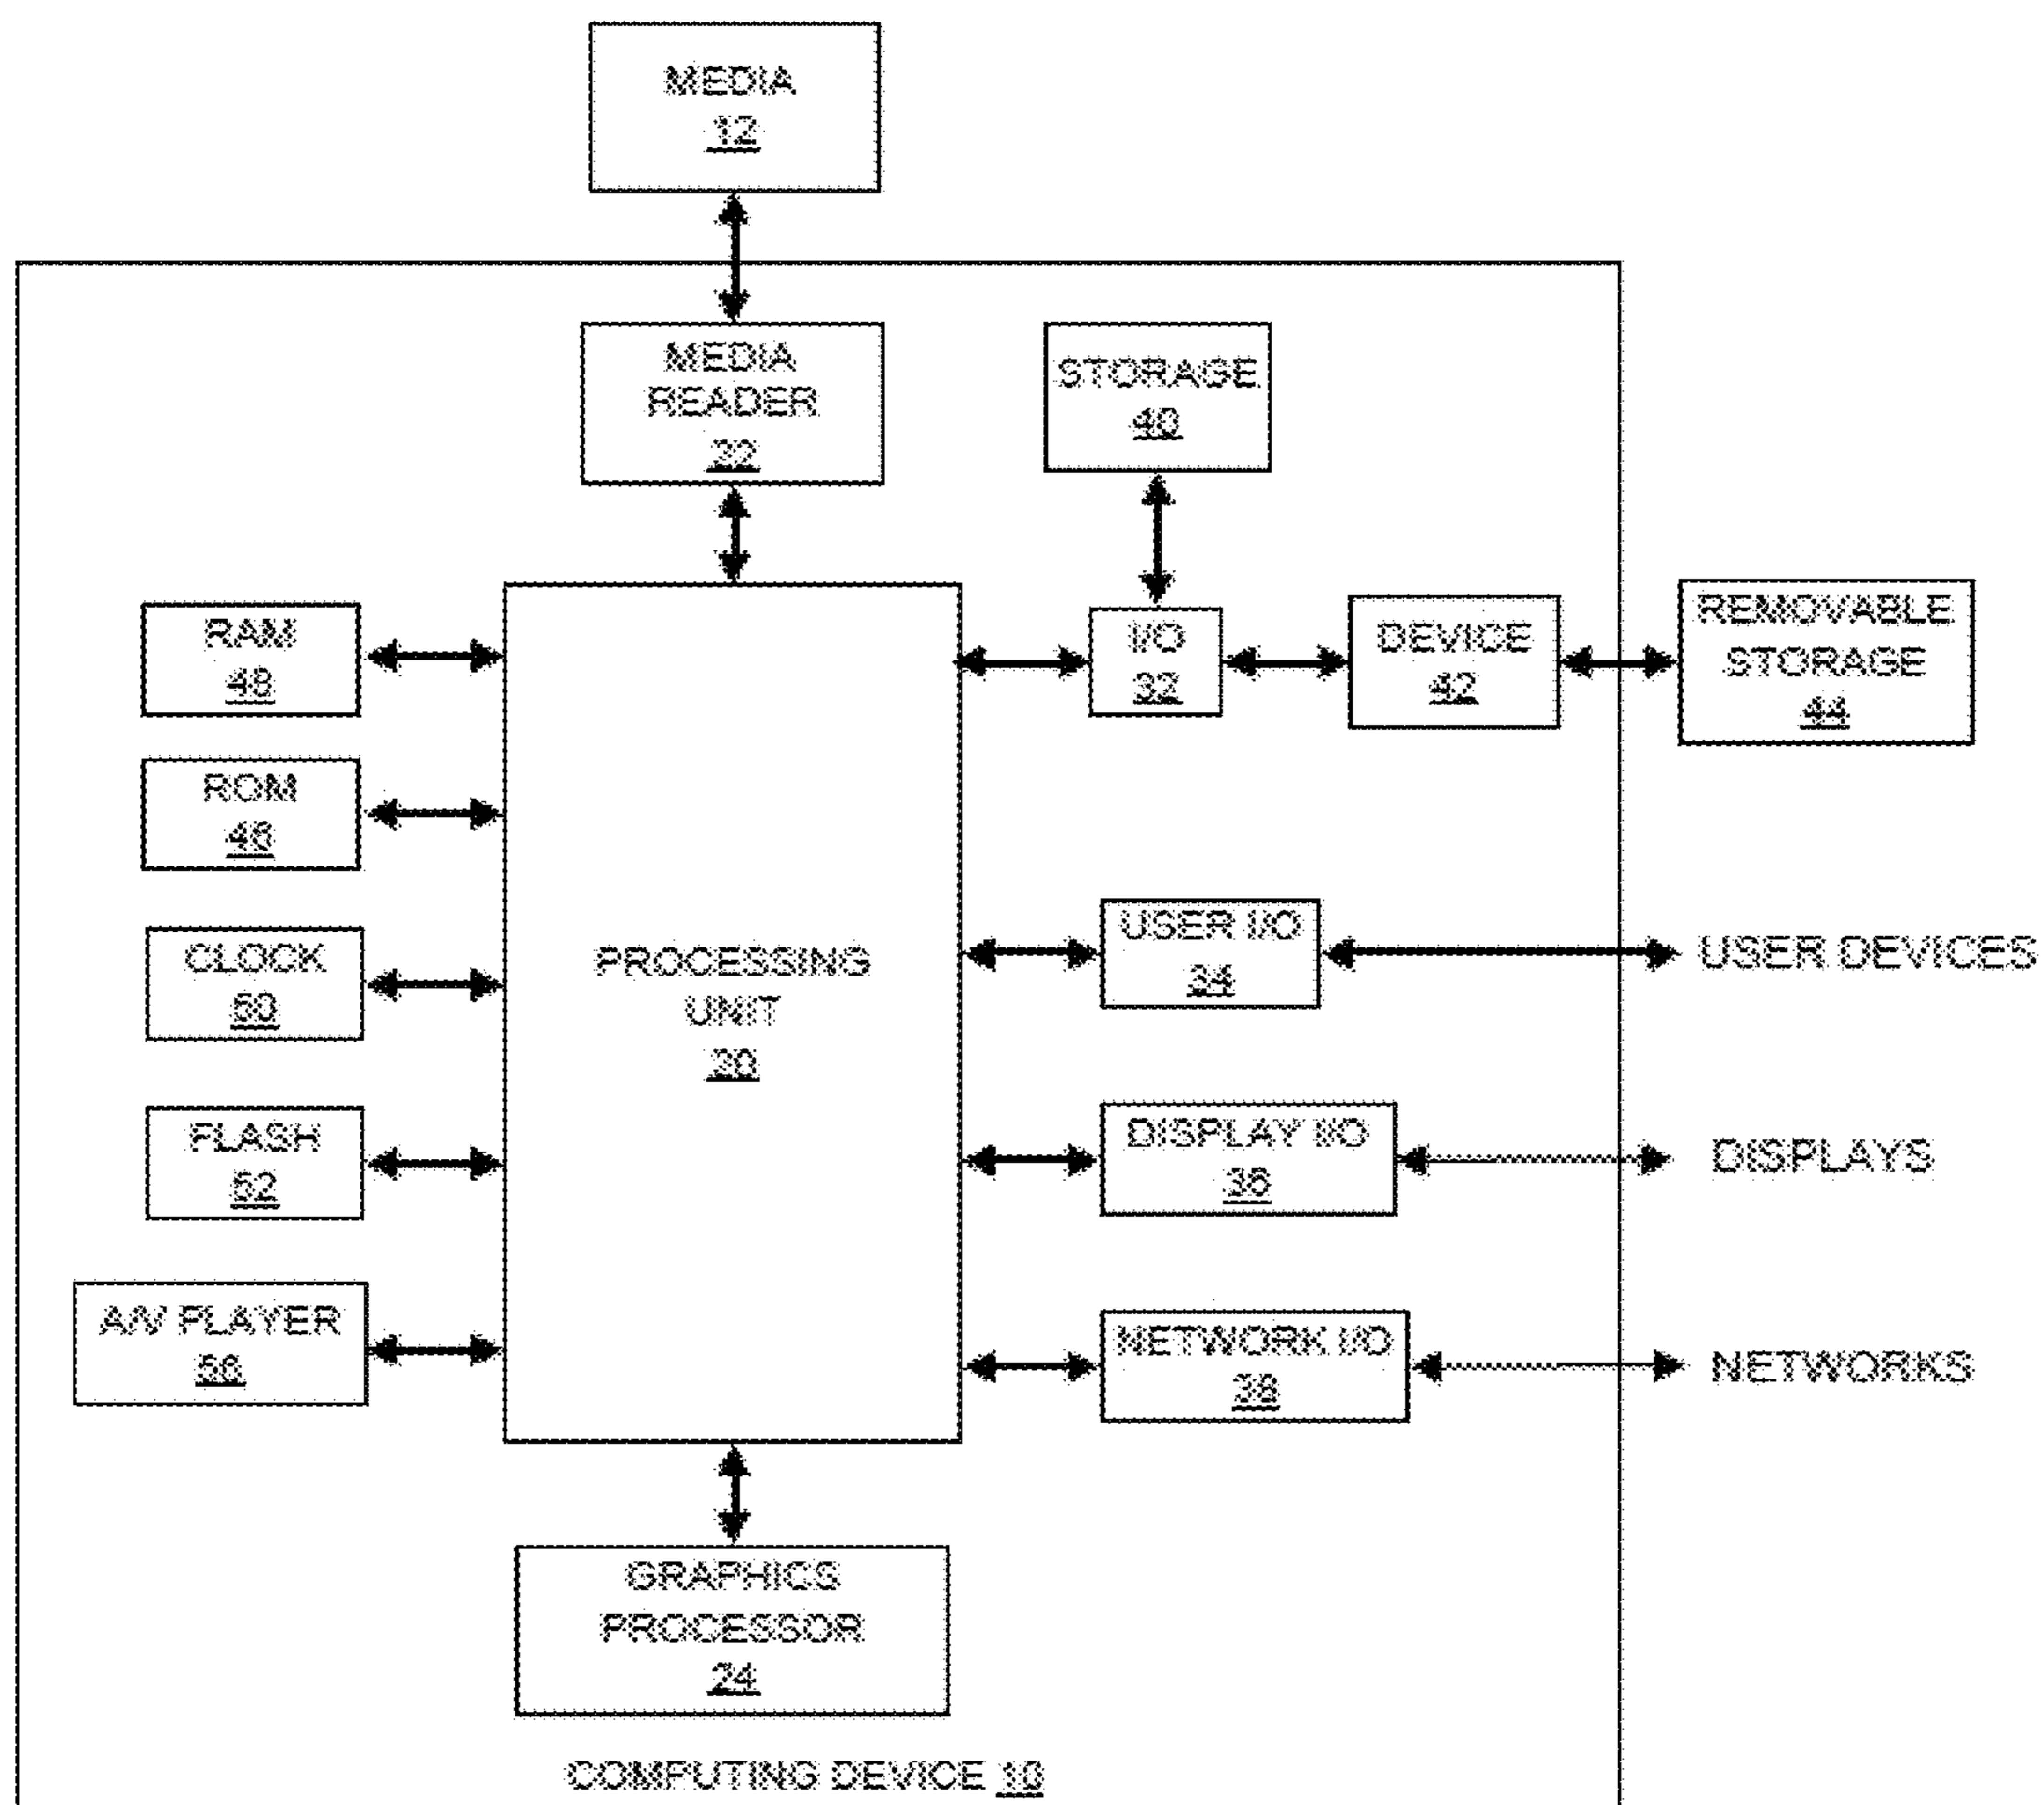 MEDIA
12
MEDIA
READER
22
STORAGE
40
RAM
I/O
32
DEVICE
42
REMOVABLE
STORAGE
44
ROM
CLOCK
50
USER I/O
34
USER DEVICES
PROCESSING
UNIT
20
FLASH
52
DISPLAY I/O
36
DISPLAYS
A/V PLAYER
56
NETWORK I/O
38
NETWORKS
GRAPHICS
PROCESSOR
24
COMPUTING DEVICE 10